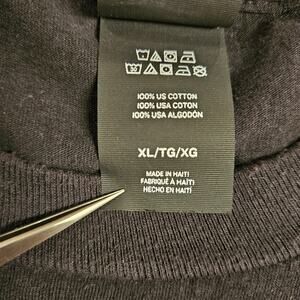 100% US COTTON
100% USA COTON
100% USA ALGODÓN
XL/TG/XG
MADE IN HAITI
FABRIQUÉ À HAÏTI
HECHO EN HAITÍ